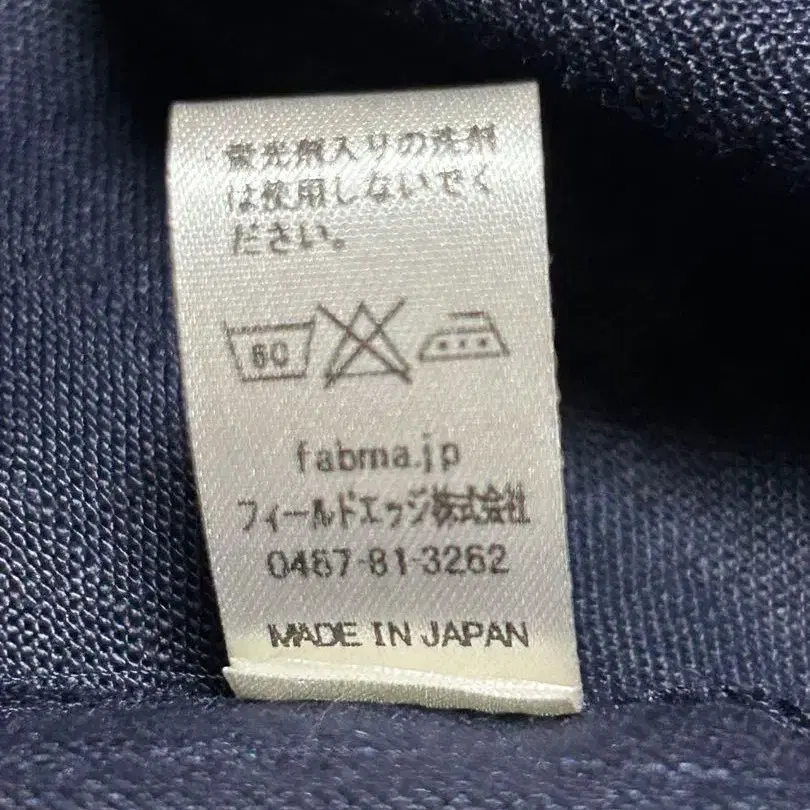 蛍光剤入りの洗剤
は使用しないでく
ださい。
60
fabrna.jp
フィールドエッジ株式会社
0467-81-3262
MADE IN JAPAN